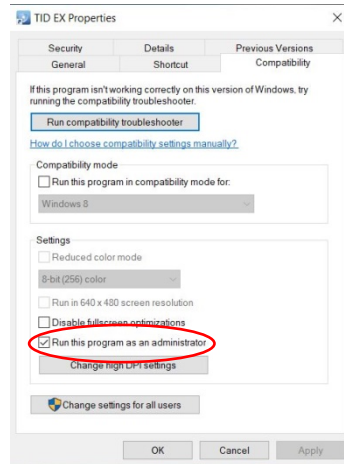 TID EX Properties
Security Details Previous Versions
General Shortcut Compatibility
If this program isn't working correctly on this version of Windows, try
running the compatibility troubleshooter.
Run compatibility troubleshooter
How do I choose compatibility settings manually?
Compatibility mode
Run this program in compatibility mode for:
Windows 8
Settings
Reduced color mode
8-bit (256) color
Run in 640 x 480 screen resolution
Disable fullscreen optimizations
Run this program as an administrator
Change high DPI settings
Change settings for all users
OK Cancel Apply